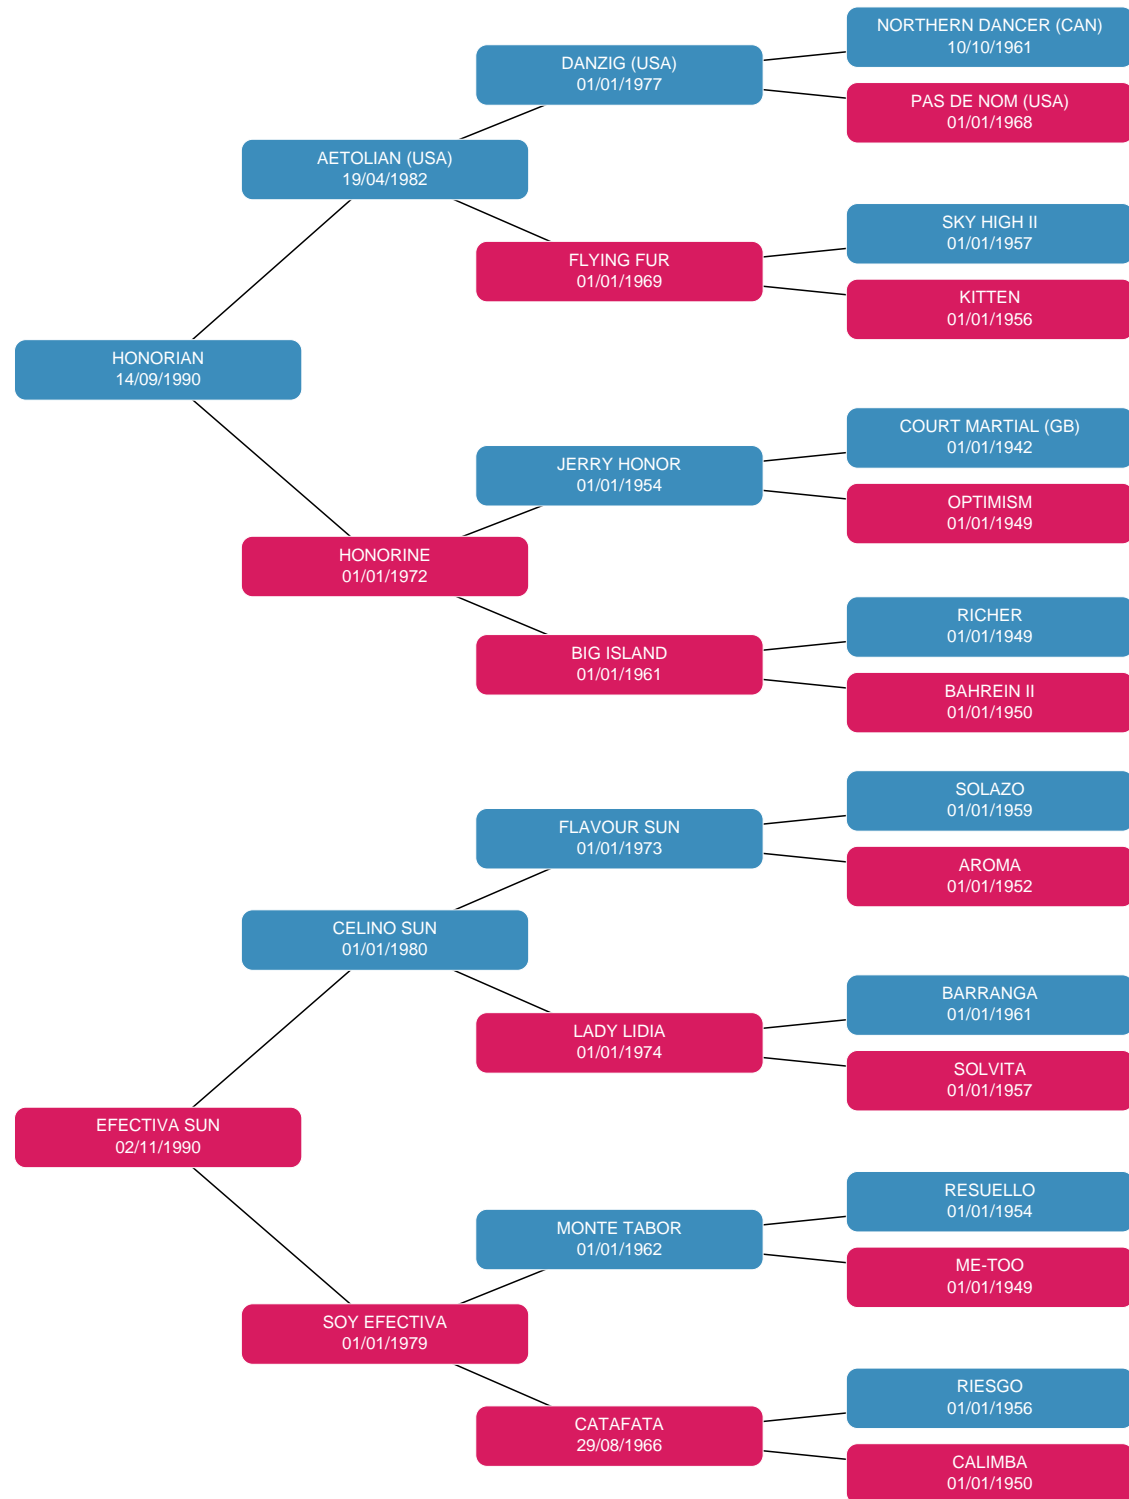 NORTHERN DANCER (CAN)
10/10/1961
DANZIG (USA)
01/01/1977
PAS DE NOM (USA)
01/01/1968
AETOLIAN (USA)
19/04/1982
SKY HIGH II
01/01/1957
FLYING FUR
01/01/1969
KITTEN
01/01/1956
HONORIAN
14/09/1990
COURT MARTIAL (GB)
01/01/1942
JERRY HONOR
01/01/1954
OPTIMISM
01/01/1949
HONORINE
01/01/1972
RICHER
01/01/1949
BIG ISLAND
01/01/1961
BAHREIN II
01/01/1950
SOLAZO
01/01/1959
FLAVOUR SUN
01/01/1973
AROMA
01/01/1952
CELINO SUN
01/01/1980
BARRANGA
01/01/1961
LADY LIDIA
01/01/1974
SOLVITA
01/01/1957
EFECTIVA SUN
02/11/1990
RESUELLO
01/01/1954
MONTE TABOR
01/01/1962
ME-TOO
01/01/1949
SOY EFECTIVA
01/01/1979
RIESGO
01/01/1956
CATAFATA
29/08/1966
CALIMBA
01/01/1950